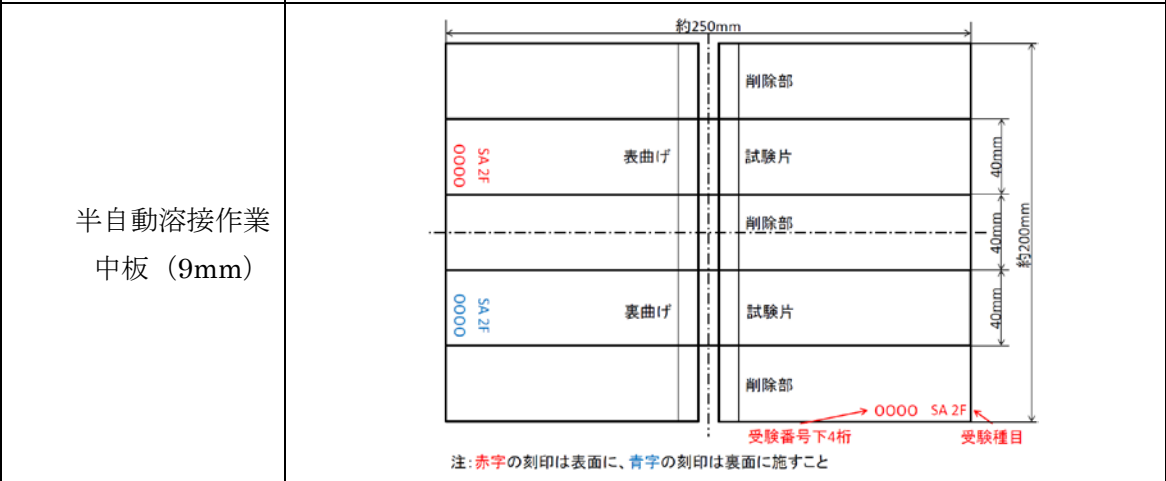 約250mm
削除部
OOOO
SA 2F
表曲げ
試験片
40mm
半自動溶接作業
中板（9mm）
削除部
40mm
約200mm
OOOO
SA 2F
裏曲げ
試験片
40mm
削除部
OOOO SA 2F
受験番号下4桁
受験種目
注：赤字の刻印は表面に、青字の刻印は裏面に施すこと